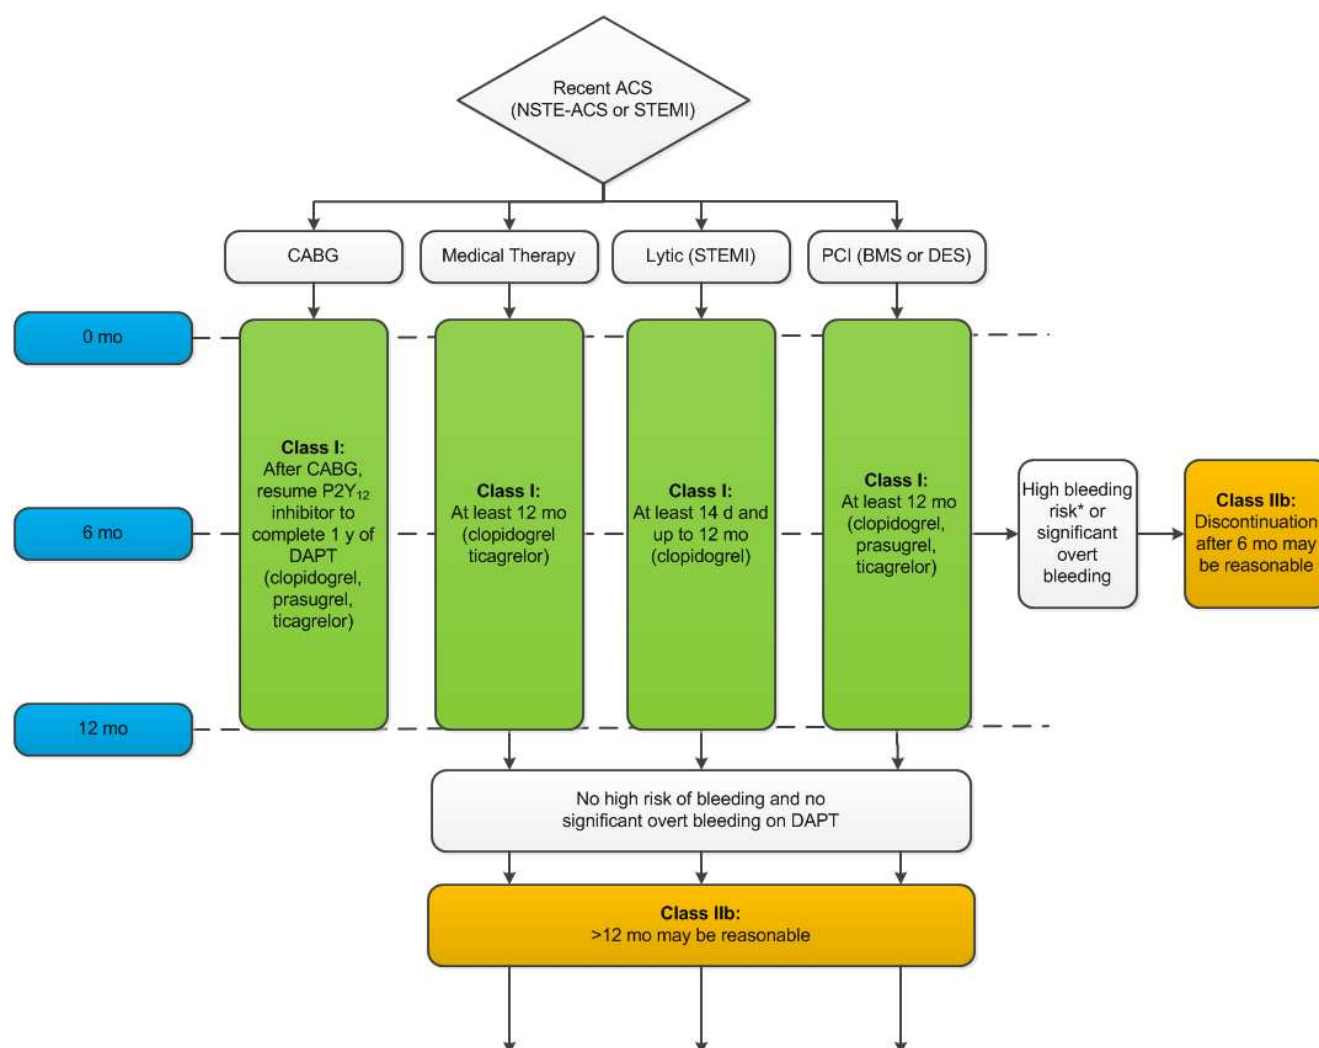 Recent ACS
(NSTE-ACS or STEMI)
CABG
Medical Therapy
Lytic (STEMI)
PCI (BMS or DES)
0 mo
6 mo
12 mo
Class I:
After CABG,
resume P2Y₁₂
inhibitor to
complete 1 y of
DAPT
(clopidogrel,
prasugrel,
ticagrelor)
Class I:
At least 12 mo
(clopidogrel
ticagrelor)
Class I:
At least 14 d and
up to 12 mo
(clopidogrel)
Class I:
At least 12 mo
(clopidogrel,
prasugrel,
ticagrelor)
High bleeding
risk* or
significant
overt
bleeding
Class IIb:
Discontinuation
after 6 mo may
be reasonable
No high risk of bleeding and no
significant overt bleeding on DAPT
Class IIb:
>12 mo may be reasonable